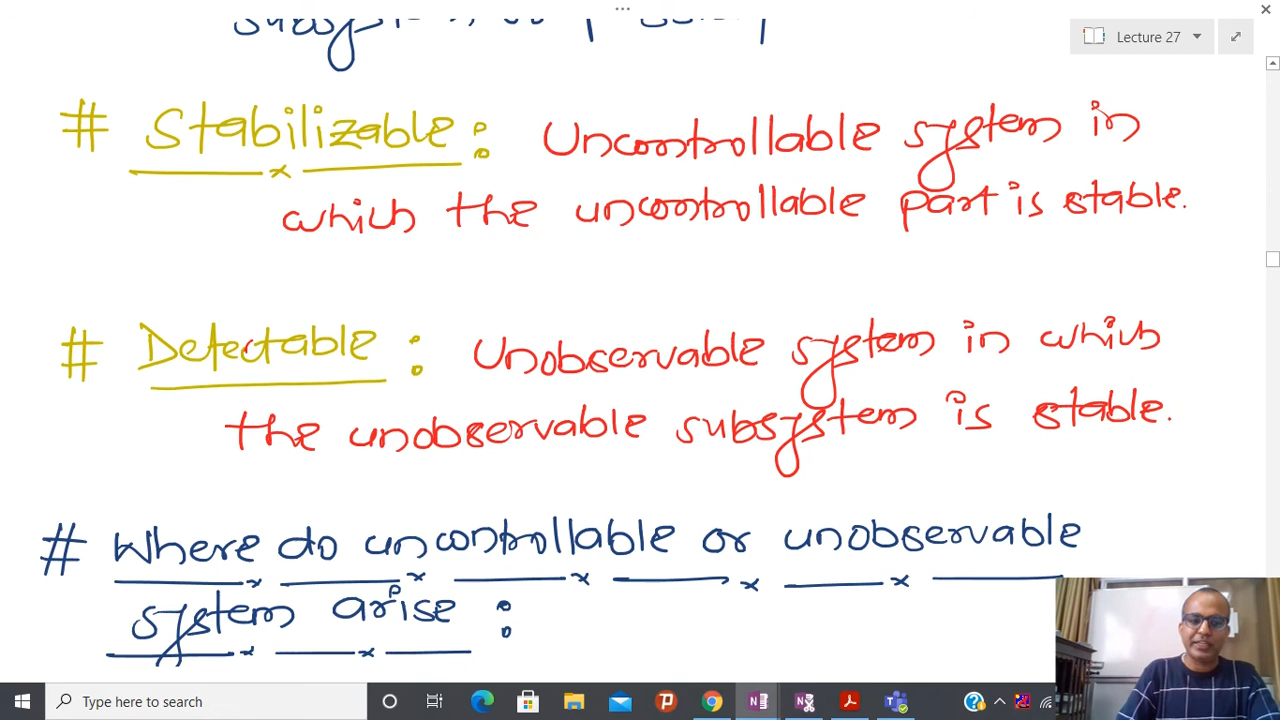 Lecture 27
# Stabilizable: Uncontrollable system in
which the uncontrollable part is stable.
# Detectable: Unobservable system in which
the unobservable subsystem is stable.
# Where do uncontrollable or unobservable
system arise:
Type here to search